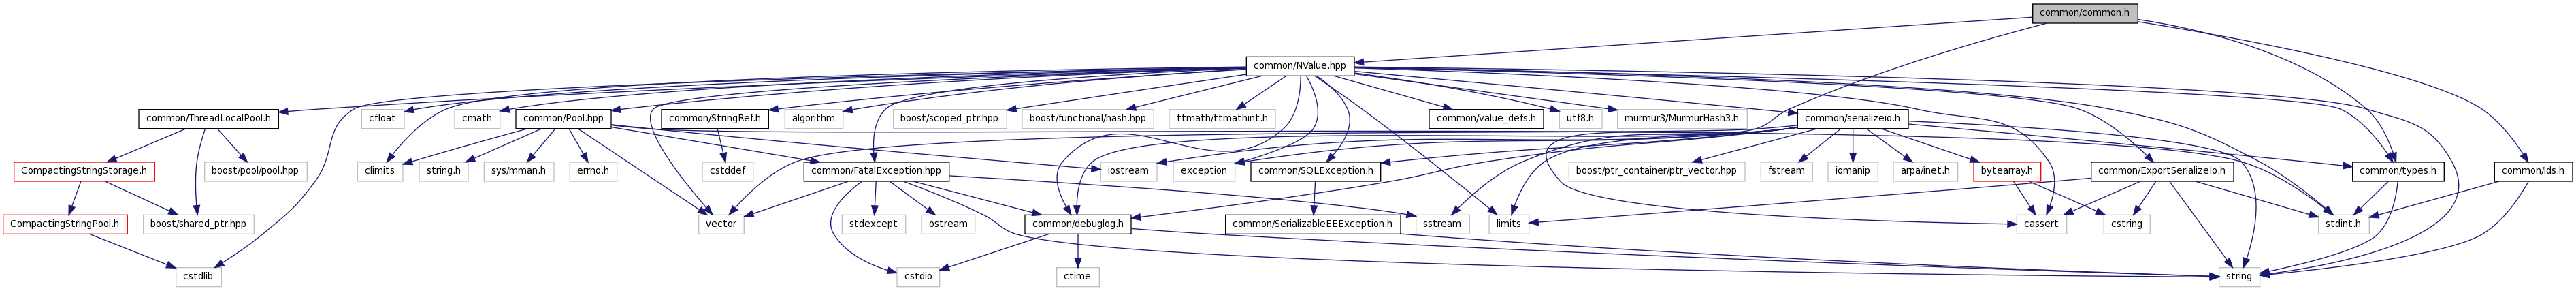 common/common.h
common/NValue.hpp
common/ThreadLocalPool.h
cfloat
cmath
common/Pool.hpp
common/StringRef.h
algorithm
boost/scoped_ptr.hpp
boost/functional/hash.hpp
ttmath/ttmathint.h
common/value_defs.h
utf8.h
murmur3/MurmurHash3.h
common/serializeio.h
CompactingStringStorage.h
boost/pool/pool.hpp
climits
string.h
sys/mman.h
errno.h
cstddef
common/FatalException.hpp
iostream
exception
common/SQLException.h
boost/ptr_container/ptr_vector.hpp
fstream
iomanip
arpa/inet.h
bytearray.h
common/ExportSerializeIo.h
common/types.h
common/ids.h
CompactingStringPool.h
boost/shared_ptr.hpp
vector
stdexcept
ostream
common/debuglog.h
common/SerializableEEException.h
sstream
limits
cassert
cstring
stdint.h
cstdlib
cstdio
ctime
string